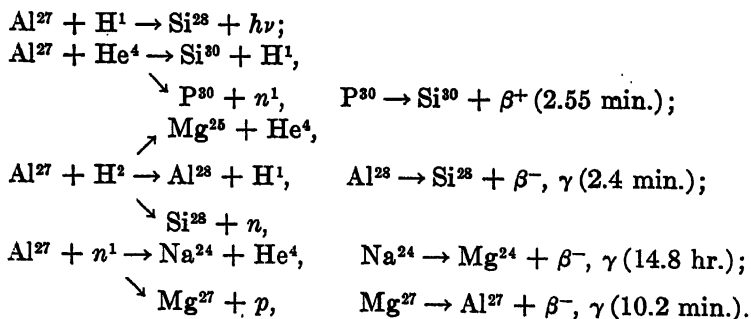 Al²⁷ + H¹ → Si²⁸ + hν;
Al²⁷ + He⁴ → Si³⁰ + H¹,
↘ P³⁰ + n¹, P³⁰ → Si³⁰ + β⁺ (2.55 min.);
↗ Mg²⁵ + He⁴,
Al²⁷ + H² → Al²⁸ + H¹, Al²⁸ → Si²⁸ + β⁻, γ (2.4 min.);
↘ Si²⁸ + n,
Al²⁷ + n¹ → Na²⁴ + He⁴, Na²⁴ → Mg²⁴ + β⁻, γ (14.8 hr.);
↘ Mg²⁷ + p, Mg²⁷ → Al²⁷ + β⁻, γ (10.2 min.).